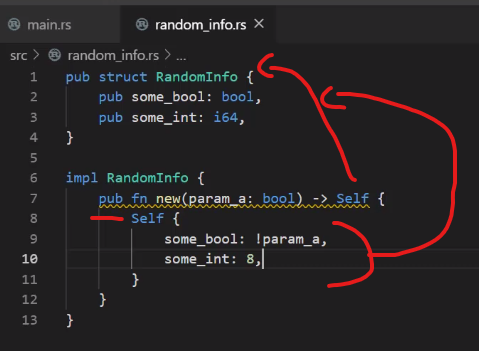 main.rs random_info.rs ×
src > random_info.rs > ...
1 pub struct RandomInfo {
2 pub some_bool: bool,
3 pub some_int: i64,
4 }
5
6 impl RandomInfo {
7 pub fn new(param_a: bool) -> Self {
8 Self {
9 some_bool: !param_a,
10 some_int: 8,
11 }
12 }
13 }